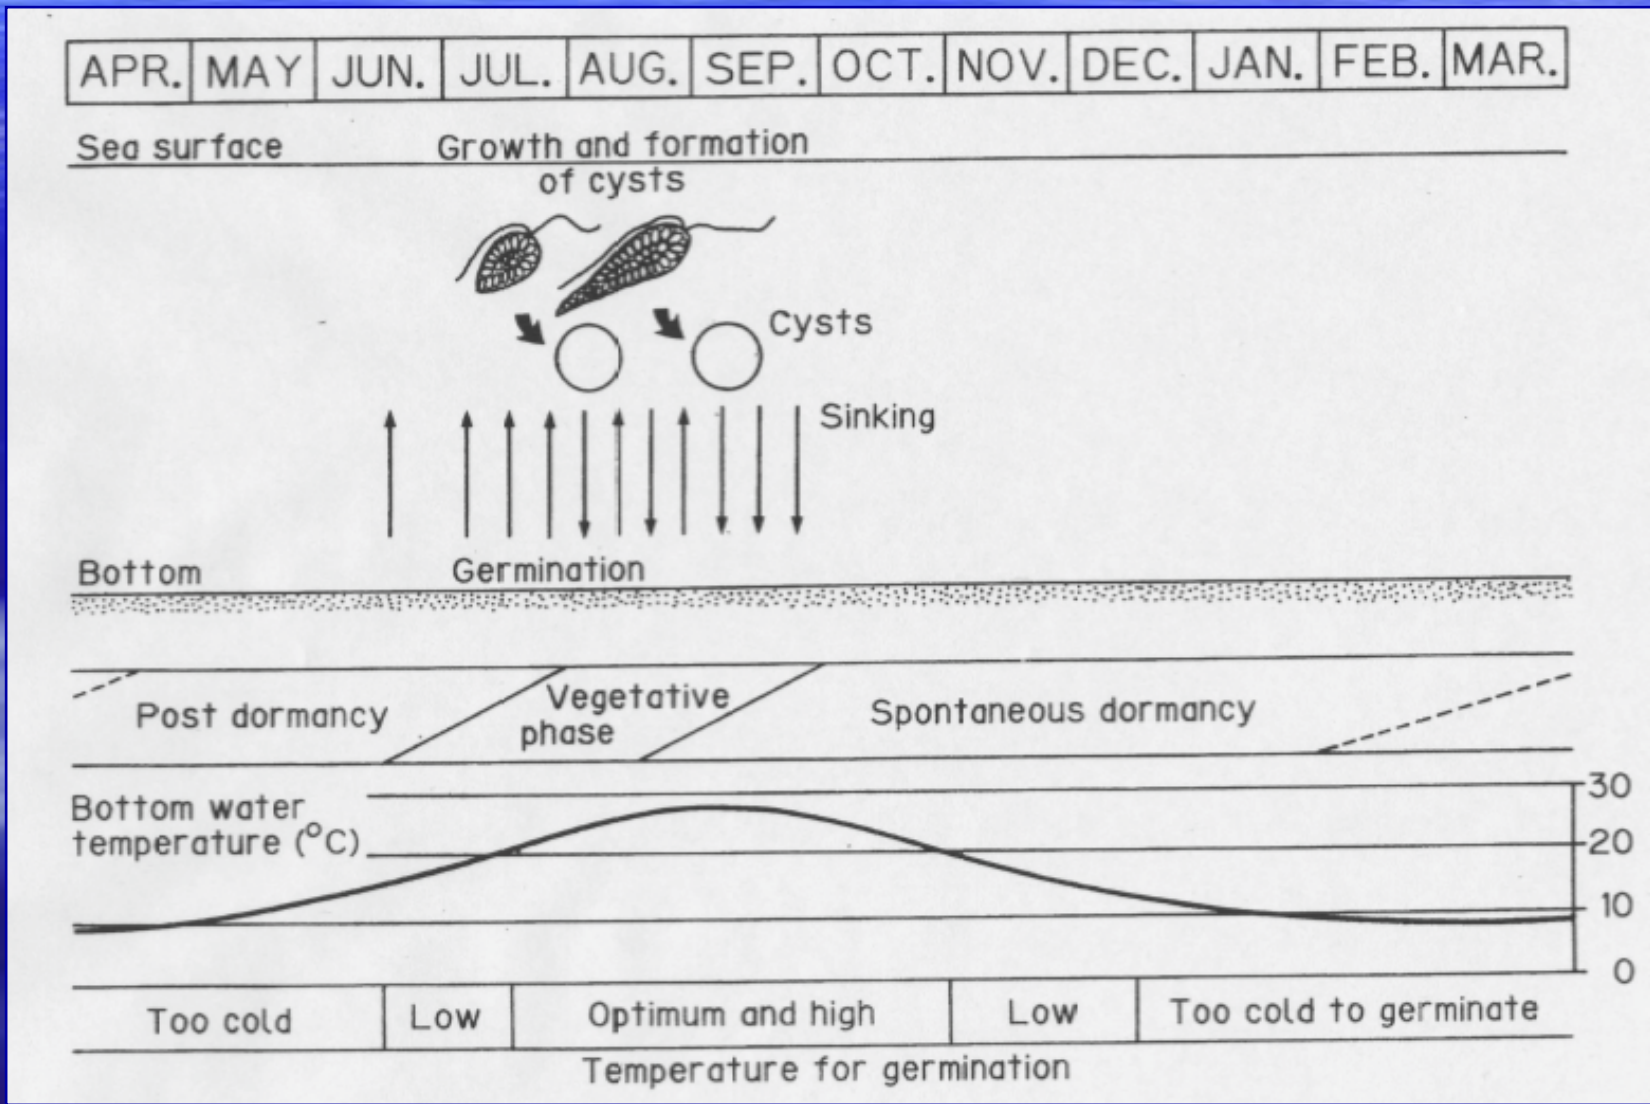 APR. MAY JUN. JUL. AUG. SEP. OCT. NOV. DEC. JAN. FEB. MAR.
Sea surface Growth and formation
of cysts
Cysts
Sinking
Bottom Germination
Post dormancy Vegetative
phase Spontaneous dormancy
Bottom water 30
temperature (°C) 20
10
0
Too cold Low Optimum and high Low Too cold to germinate
Temperature for germination